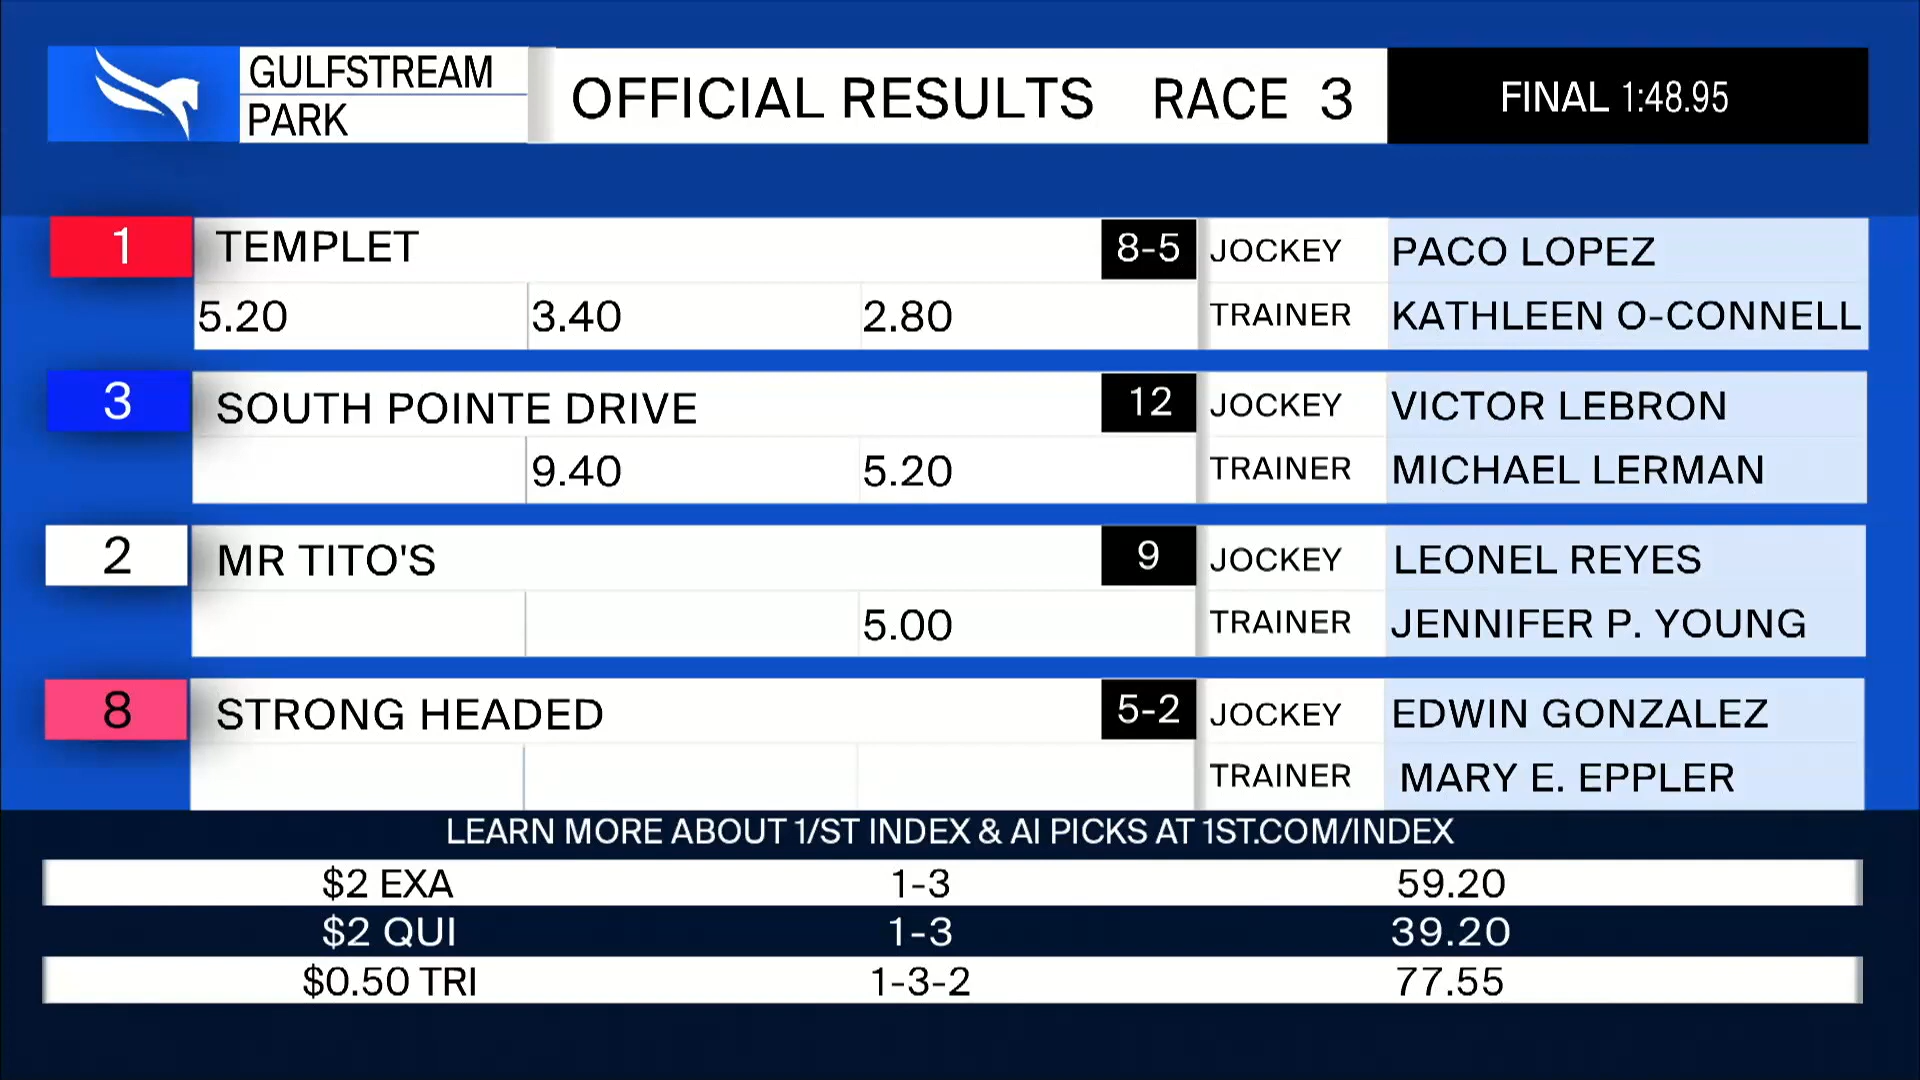 GULFSTREAM
PARK
OFFICIAL RESULTS RACE 3
FINAL 1:48.95
1 TEMPLET 8-5 JOCKEY PACO LOPEZ
5.20 3.40 2.80 TRAINER KATHLEEN O-CONNELL
3 SOUTH POINTE DRIVE 12 JOCKEY VICTOR LEBRON
9.40 5.20 TRAINER MICHAEL LERMAN
2 MR TITO'S 9 JOCKEY LEONEL REYES
5.00 TRAINER JENNIFER P. YOUNG
8 STRONG HEADED 5-2 JOCKEY EDWIN GONZALEZ
TRAINER MARY E. EPPLER
LEARN MORE ABOUT 1/ST INDEX & AI PICKS AT 1ST.COM/INDEX
$2 EXA 1-3 59.20
$2 QUI 1-3 39.20
$0.50 TRI 1-3-2 77.55